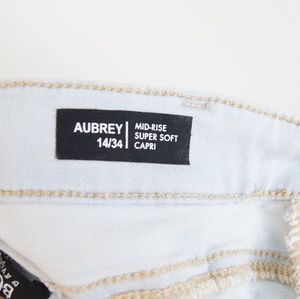 AUBREY
14/34
MID-RISE
SUPER SOFT
CAPRI